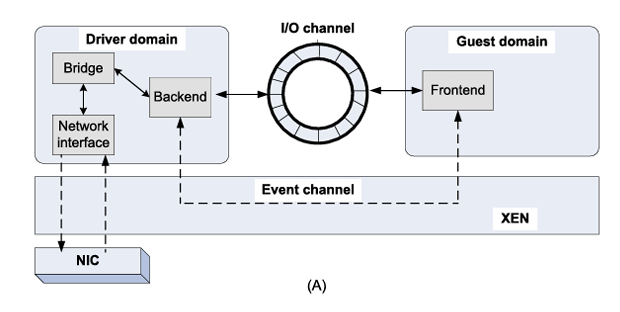 I/O channel
Driver domain
Guest domain
Bridge
Backend
Frontend
Network
interface
Event channel
XEN
NIC
(A)